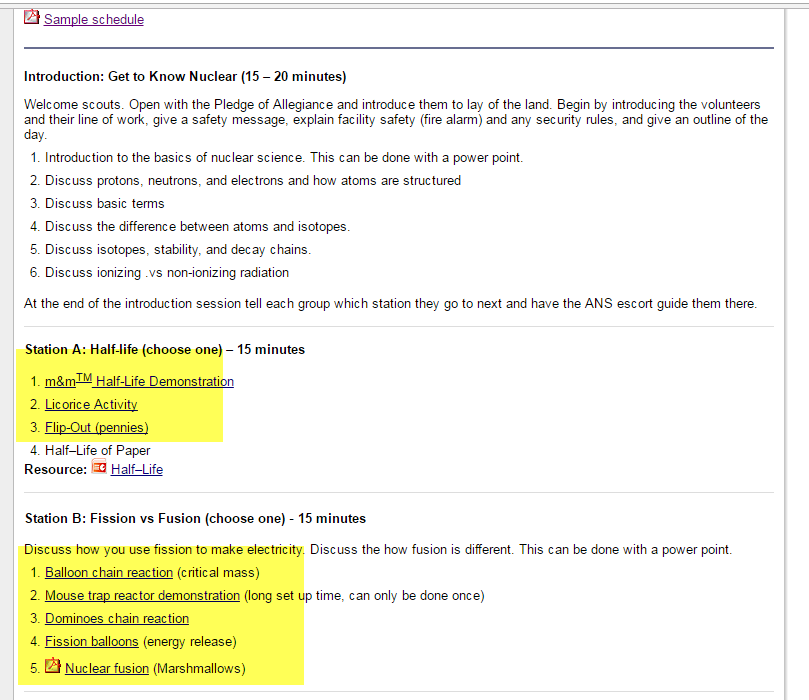 Sample schedule
Introduction: Get to Know Nuclear (15 – 20 minutes)
Welcome scouts. Open with the Pledge of Allegiance and introduce them to lay of the land. Begin by introducing the volunteers
and their line of work, give a safety message, explain facility safety (fire alarm) and any security rules, and give an outline of the
day.
1. Introduction to the basics of nuclear science. This can be done with a power point.
2. Discuss protons, neutrons, and electrons and how atoms are structured
3. Discuss basic terms
4. Discuss the difference between atoms and isotopes.
5. Discuss isotopes, stability, and decay chains.
6. Discuss ionizing .vs non-ionizing radiation
At the end of the introduction session tell each group which station they go to next and have the ANS escort guide them there.
Station A: Half-life (choose one) – 15 minutes
1. m&mTM Half-Life Demonstration
2. Licorice Activity
3. Flip-Out (pennies)
4. Half–Life of Paper
Resource: Half–Life
Station B: Fission vs Fusion (choose one) - 15 minutes
Discuss how you use fission to make electricity. Discuss the how fusion is different. This can be done with a power point.
1. Balloon chain reaction (critical mass)
2. Mouse trap reactor demonstration (long set up time, can only be done once)
3. Dominoes chain reaction
4. Fission balloons (energy release)
5. Nuclear fusion (Marshmallows)